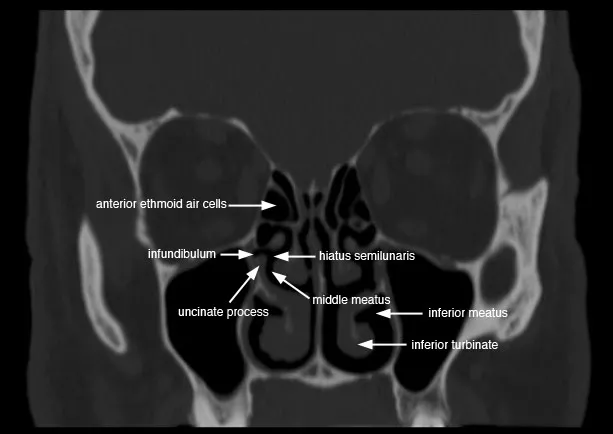 anterior ethmoid air cells
infundibulum
hiatus semilunaris
uncinate process
middle meatus
inferior meatus
inferior turbinate